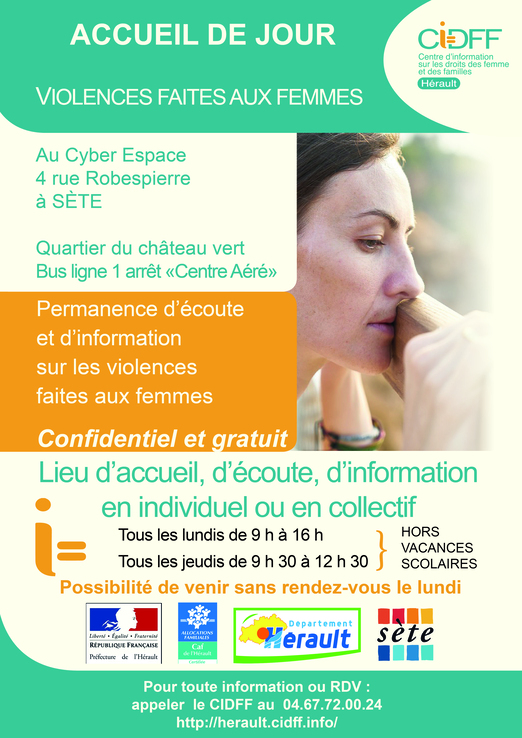 ACCUEIL DE JOUR
VIOLENCES FAITES AUX FEMMES
CIDFF
Centre d'information
sur les droits des femme
et des familles
Hérault
Au Cyber Espace
4 rue Robespierre
à SÈTE
Quartier du château vert
Bus ligne 1 arrêt «Centre Aéré»
Permanence d'écoute
et d'information
sur les violences
faites aux femmes
Confidentiel et gratuit
Lieu d'accueil, d'écoute, d'information
en individuel ou en collectif
Tous les lundis de 9 h à 16 h
Tous les jeudis de 9 h 30 à 12 h 30
HORS
VACANCES
SCOLAIRES
Possibilité de venir sans rendez-vous le lundi
Liberté • Égalité • Fraternité
RÉPUBLIQUE FRANÇAISE
Préfecture de l'Hérault
ALLOCATIONS
FAMILIALES
Caf
de l'Hérault
Département
Hérault
sète
Pour toute information ou RDV :
appeler le CIDFF au 04.67.72.00.24
http://herault.cidff.info/